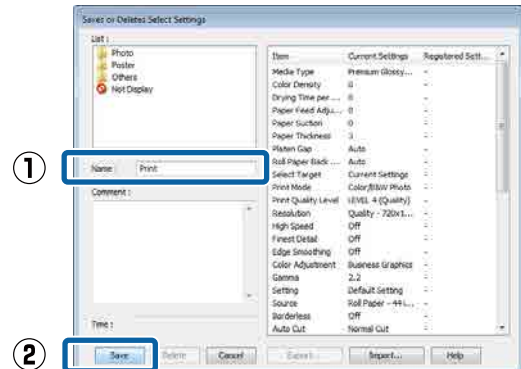 Saves or Deletes Select Settings
List :
Photo
Poster
Others
Not Display
① Name : Print
Comment :
Time :
② Save Delete Cancel Export... Import... Help
Item Current Settings Registered Sett...
Media Type Premium Glossy... -
Color Density 0 -
Drying Time per ... 0 -
Paper Feed Adju... 0 -
Paper Suction 0 -
Paper Thickness 3 -
Platen Gap Auto -
Roll Paper Back ... Auto -
Select Target Current Settings -
Print Mode Color/B&W Photo -
Print Quality Level LEVEL 4 (Quality) -
Resolution Quality - 720x1... -
High Speed Off -
Finest Detail Off -
Edge Smoothing Off -
Color Adjustment Business Graphics -
Gamma 2.2 -
Setting Default Setting -
Source Roll Paper - 44 i... -
Borderless Off -
Auto Cut Normal Cut -